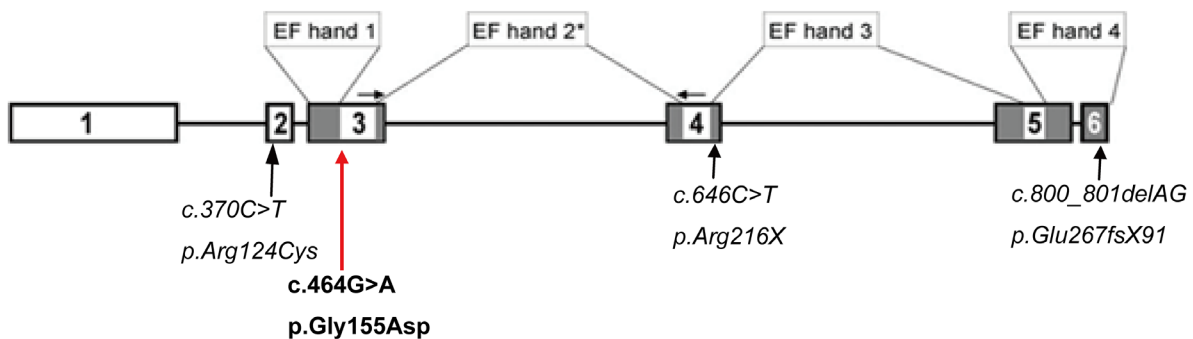 EF hand 1
EF hand 2*
EF hand 3
EF hand 4
1
2
3
4
5
6
c.370C>T
p.Arg124Cys
c.464G>A
p.Gly155Asp
c.646C>T
p.Arg216X
c.800_801delAG
p.Glu267fsX91